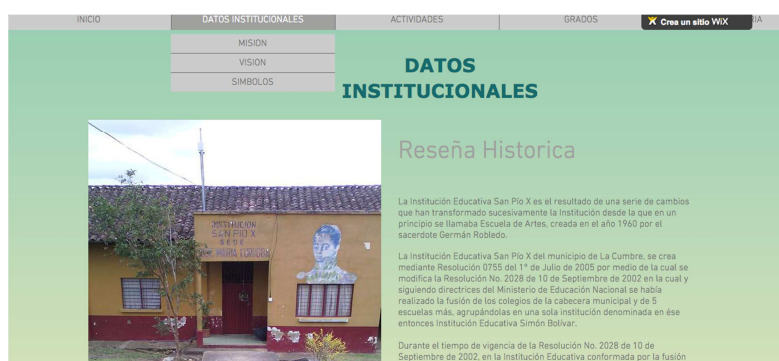 INICIO
DATOS INSTITUCIONALES
ACTIVIDADES
GRADOS
Crea un sitio WiX
IA
MISION
VISION
SIMBOLOS
DATOS
INSTITUCIONALES
INSTITUCION
SAN PIO X
SEDE
JOSE MARIA CORDOBA
Reseña Historica
La Institución Educativa San Pío X es el resultado de una serie de cambios
que han transformado sucesivamente la Institución desde la que en un
principio se llamaba Escuela de Artes, creada en el año 1960 por el
sacerdote Germán Robledo.
La Institución Educativa San Pío X del municipio de La Cumbre, se crea
mediante Resolución 0755 del 1° de Julio de 2005 por medio de la cual se
modifica la Resolución No. 2028 de 10 de Septiembre de 2002 en la cual y
siguiendo directrices del Ministerio de Educación Nacional se había
realizado la fusión de los colegios de la cabecera municipal y de 5
escuelas más, agrupándolas en una sola institución denominada en ése
entonces Institución Educativa Simón Bolívar.
Durante el tiempo de vigencia de la Resolución No. 2028 de 10 de
Septiembre de 2002, en la Institución Educativa conformada por la fusión